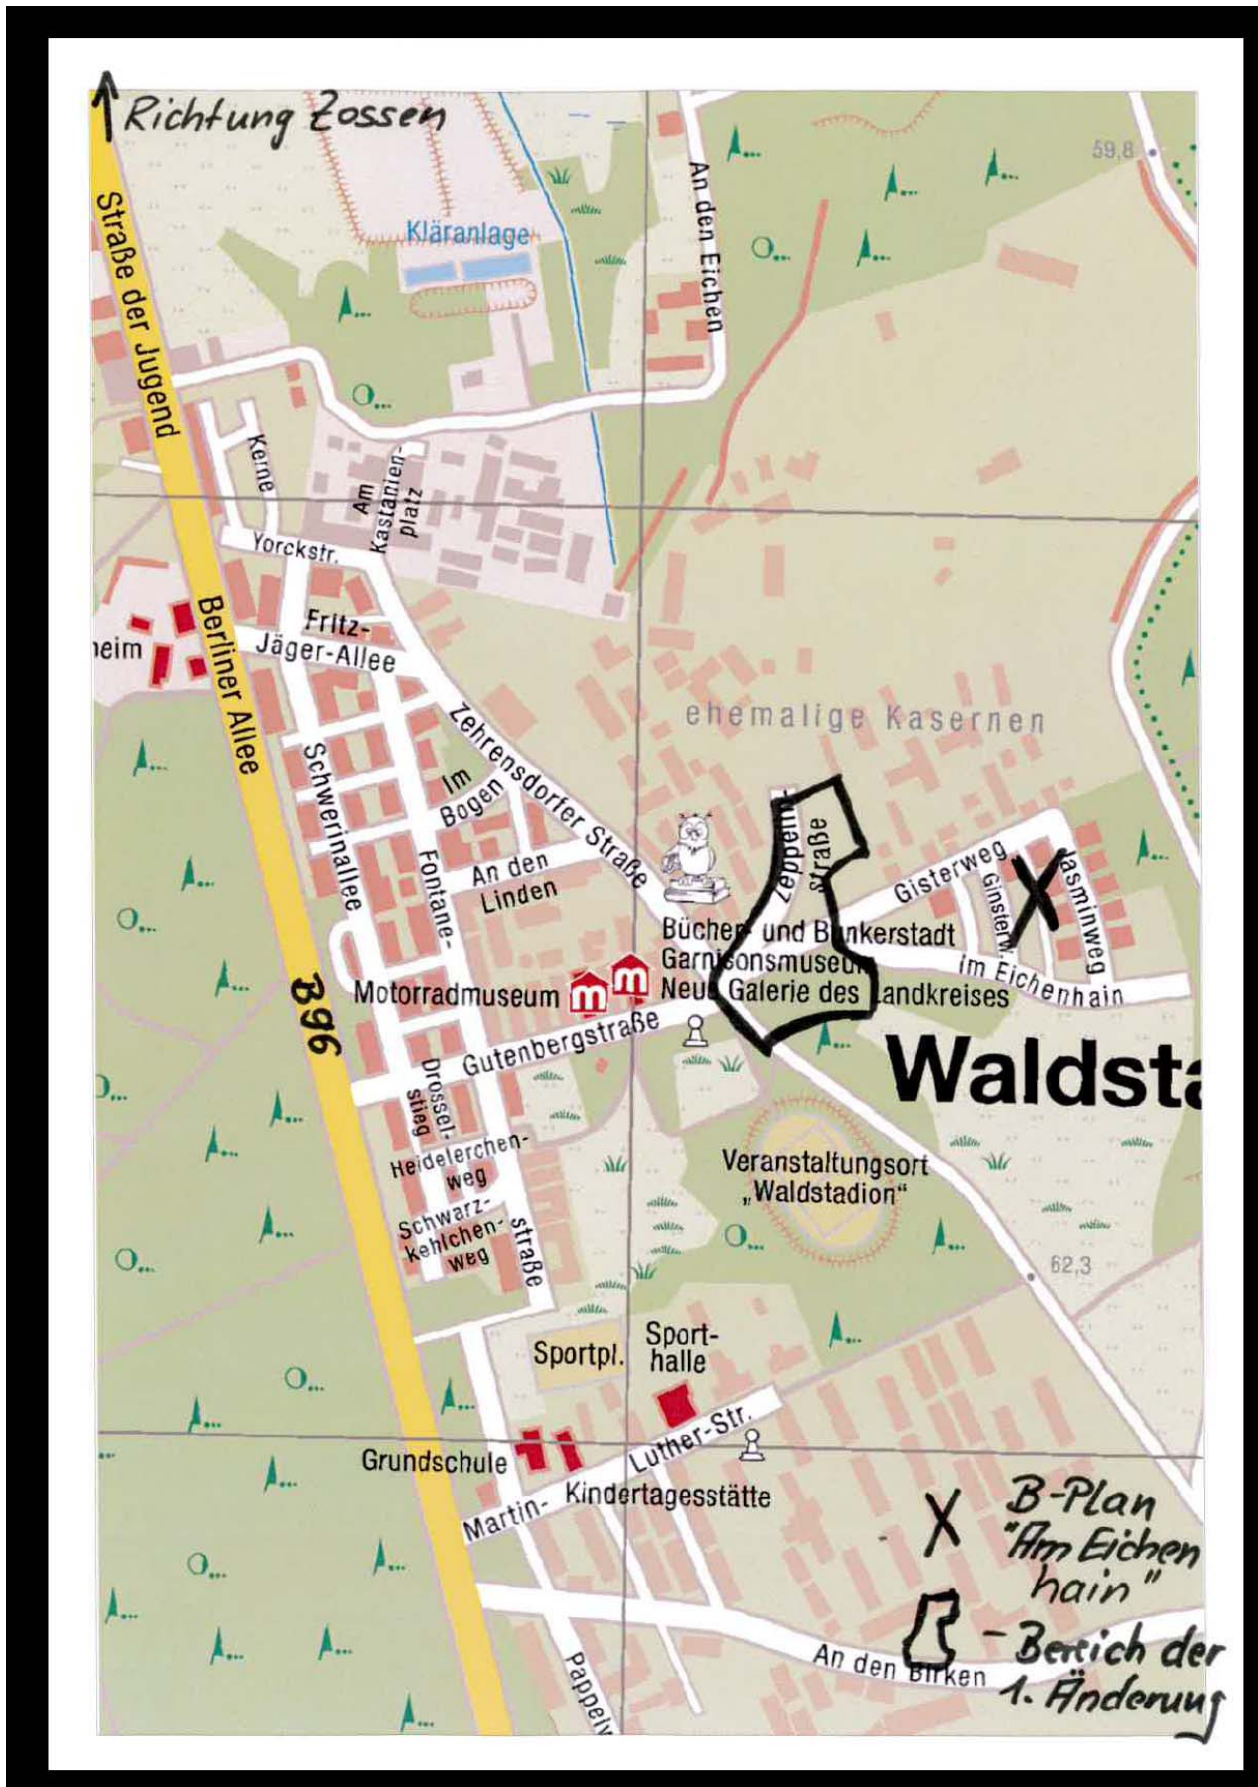 Richtung Zossen
59,8
Straße der Jugend
Kläranlage
An den Eichen
Kerne
Am
Kastanien-
platz
Yorckstr.
Fritz-
Jäger-Allee
heim
Berliner Allee
ehemalige Kasernen
Zehrensdorfer Straße
Schwerinallee
Im
Bogen
Zeppelin-
straße
Fontane-
An den
Linden
Gisterweg
Ginsterw.
Jasminweg
Bücher- und Bunkerstadt
Garnisonsmuseum
Neue Galerie des Landkreises
im Eichenhain
Motorradmuseum
m
m
B96
Gutenbergstraße
Waldsta
Drossel-
stieg
Heidelerchen-
weg
Schwarz-
kehlchen-
weg
straße
Veranstaltungsort
„Waldstadion“
62,3
Sportpl.
Sport-
halle
Grundschule
Luther-Str.
Martin-
Kindertagesstätte
X B-Plan
"Am Eichen
hain"
An den Birken
- Bereich der
1. Änderung
Pappelw